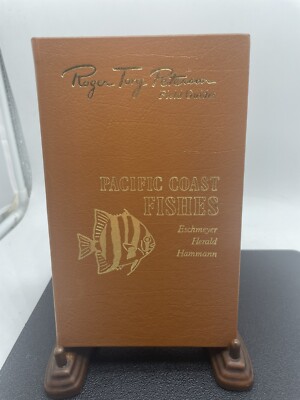 Roger Tory Peterson
Field Guides
PACIFIC COAST
FISHES
Eschmeyer
Herald
Hammann